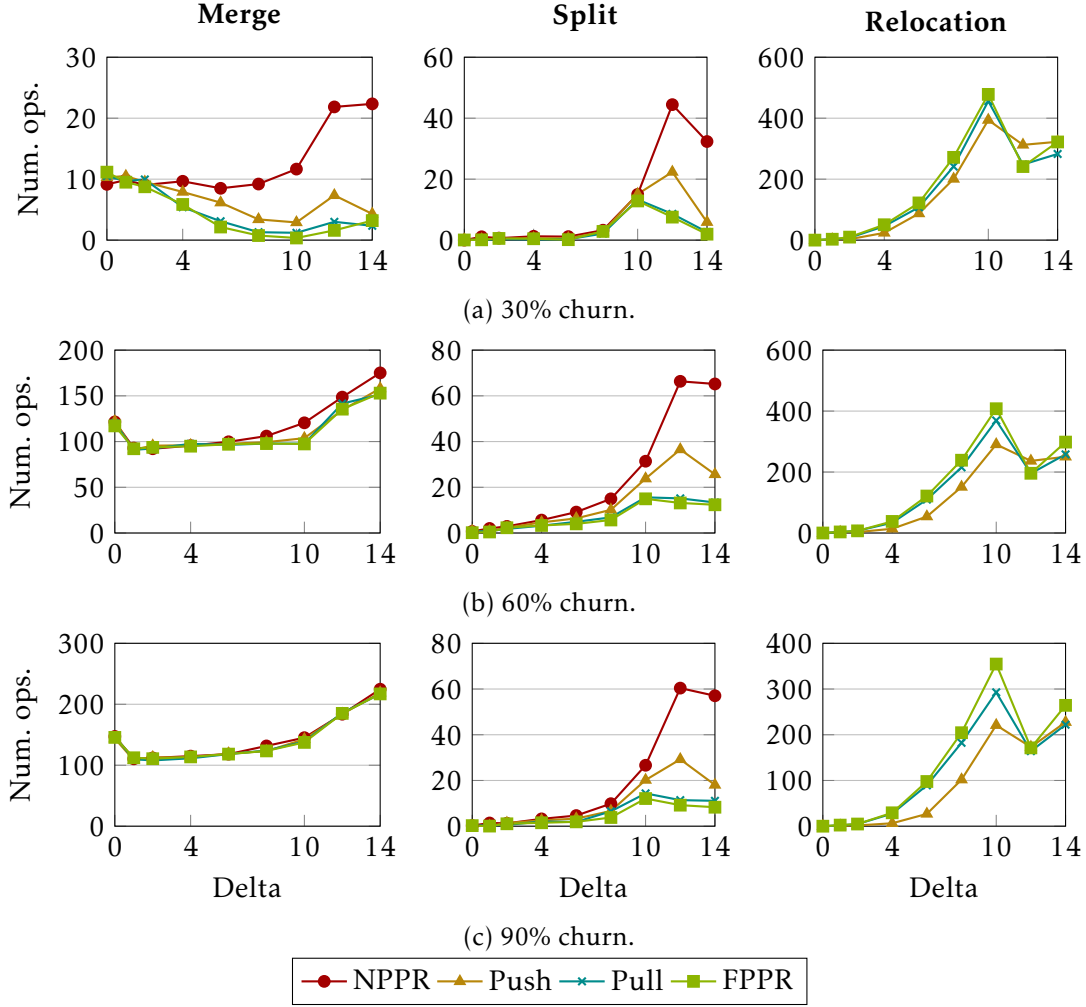 Merge Split Relocation
Num. ops.
30
20
10
0
0 4 10 14
60
40
20
0
0 4 10 14
600
400
200
0
0 4 10 14
(a) 30% churn.
Num. ops.
200
150
100
50
0
0 4 10 14
80
60
40
20
0
0 4 10 14
600
400
200
0
0 4 10 14
(b) 60% churn.
Num. ops.
300
200
100
0
0 4 10 14
Delta
80
60
40
20
0
0 4 10 14
Delta
400
300
200
100
0
0 4 10 14
Delta
(c) 90% churn.
NPPR Push Pull FPPR